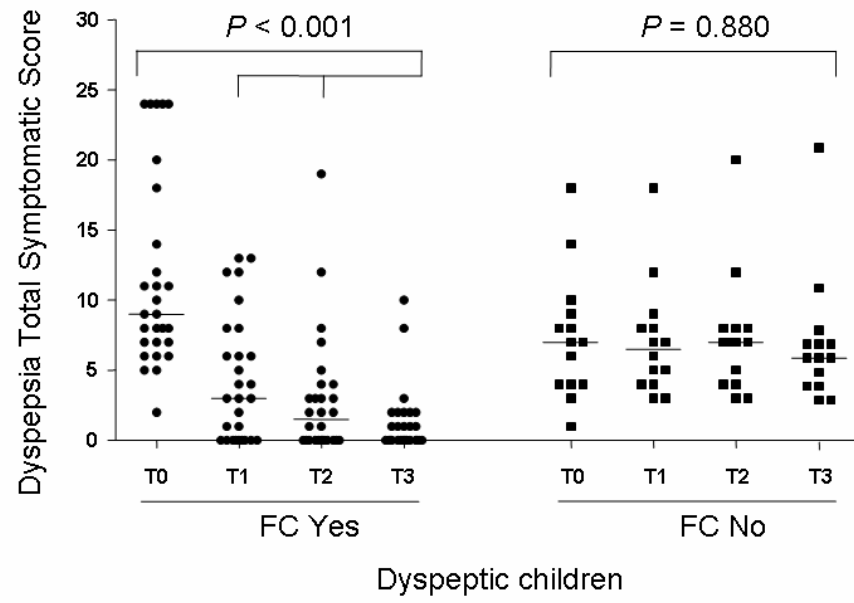 Dyspepsia Total Symptomatic Score
30
25
20
15
10
5
0
P < 0.001
P = 0.880
T0 T1 T2 T3 T0 T1 T2 T3
FC Yes FC No
Dyspeptic children